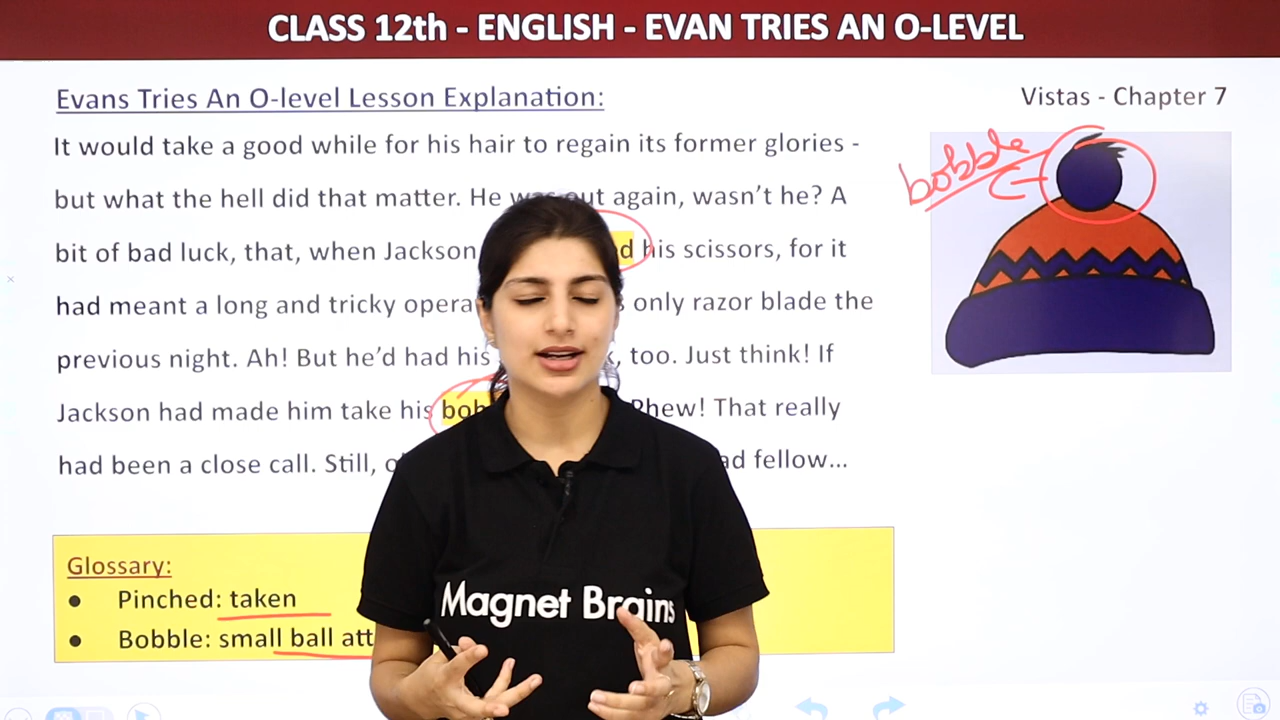 CLASS 12th - ENGLISH - EVAN TRIES AN O-LEVEL
Evans Tries An O-level Lesson Explanation:
Vistas - Chapter 7
It would take a good while for his hair to regain its former glories -
but what the hell did that matter. He was out again, wasn't he? A
bit of bad luck, that, when Jackson his scissors, for it
had meant a long and tricky only razor blade the
previous night. Ah! But he'd had his too. Just think! If
Jackson had made him take his Phew! That really
had been a close call. Still, fellow...
bobble
Glossary:
● Pinched: taken
● Bobble: small ball
Magnet Brains